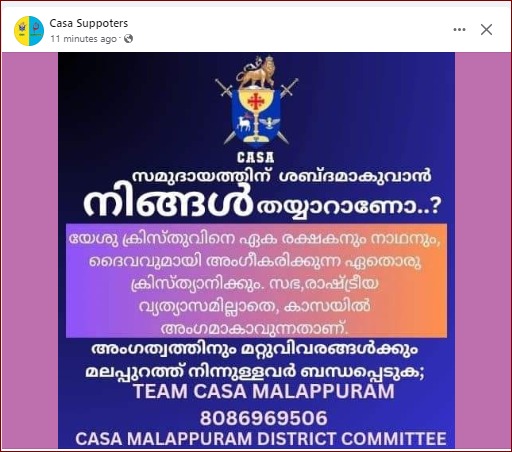 Casa Suppoters
11 minutes ago
CASA
സമുദായത്തിന് ശബ്ദമാകുവാൻ
നിങ്ങൾ തയ്യാറാണോ..?
യേശു ക്രിസ്തുവിനെ ഏക രക്ഷകനും നാഥനും,
ദൈവവുമായി അംഗീകരിക്കുന്ന ഏതൊരു
ക്രിസ്ത്യാനിക്കും. സഭ,രാഷ്ട്രീയ
വ്യത്യാസമില്ലാതെ, കാസയിൽ
അംഗമാകാവുന്നതാണ്.
അംഗത്വത്തിനും മറ്റുവിവരങ്ങൾക്കും
മലപ്പുറത്ത് നിന്നുള്ളവർ ബന്ധപ്പെടുക;
TEAM CASA MALAPPURAM
8086969506
CASA MALAPPURAM DISTRICT COMMITTEE